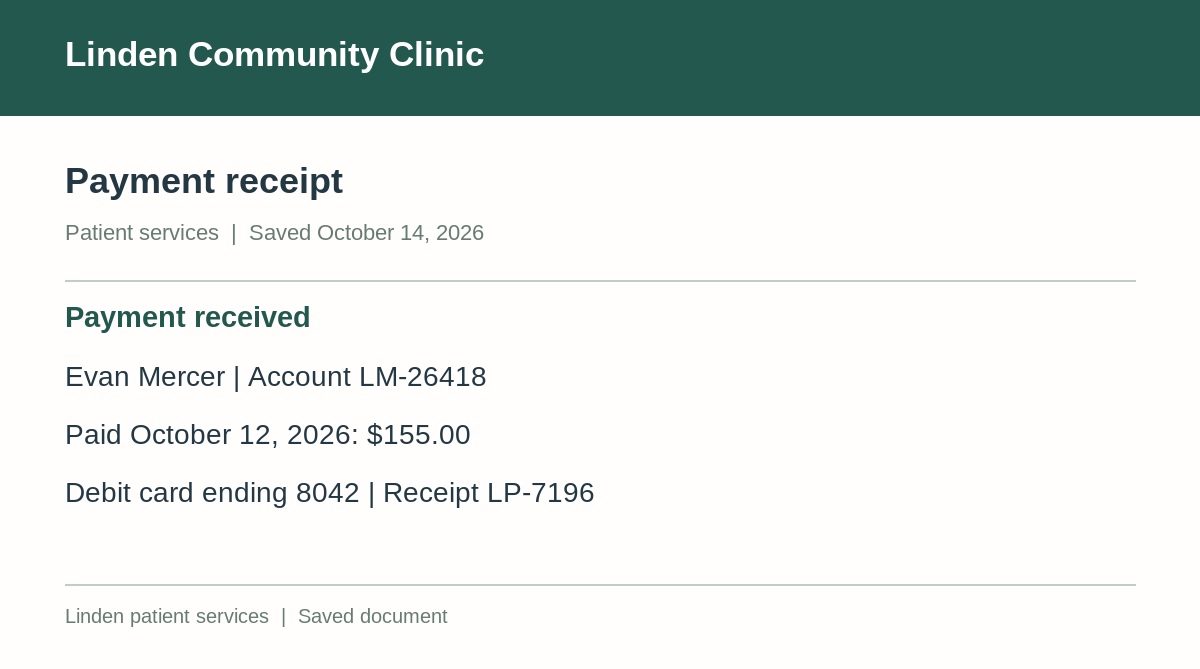 Linden Community Clinic
Payment receipt
Patient services | Saved October 14, 2026
Payment received
Evan Mercer | Account LM-26418
Paid October 12, 2026: $155.00
Debit card ending 8042 | Receipt LP-7196
Linden patient services | Saved document